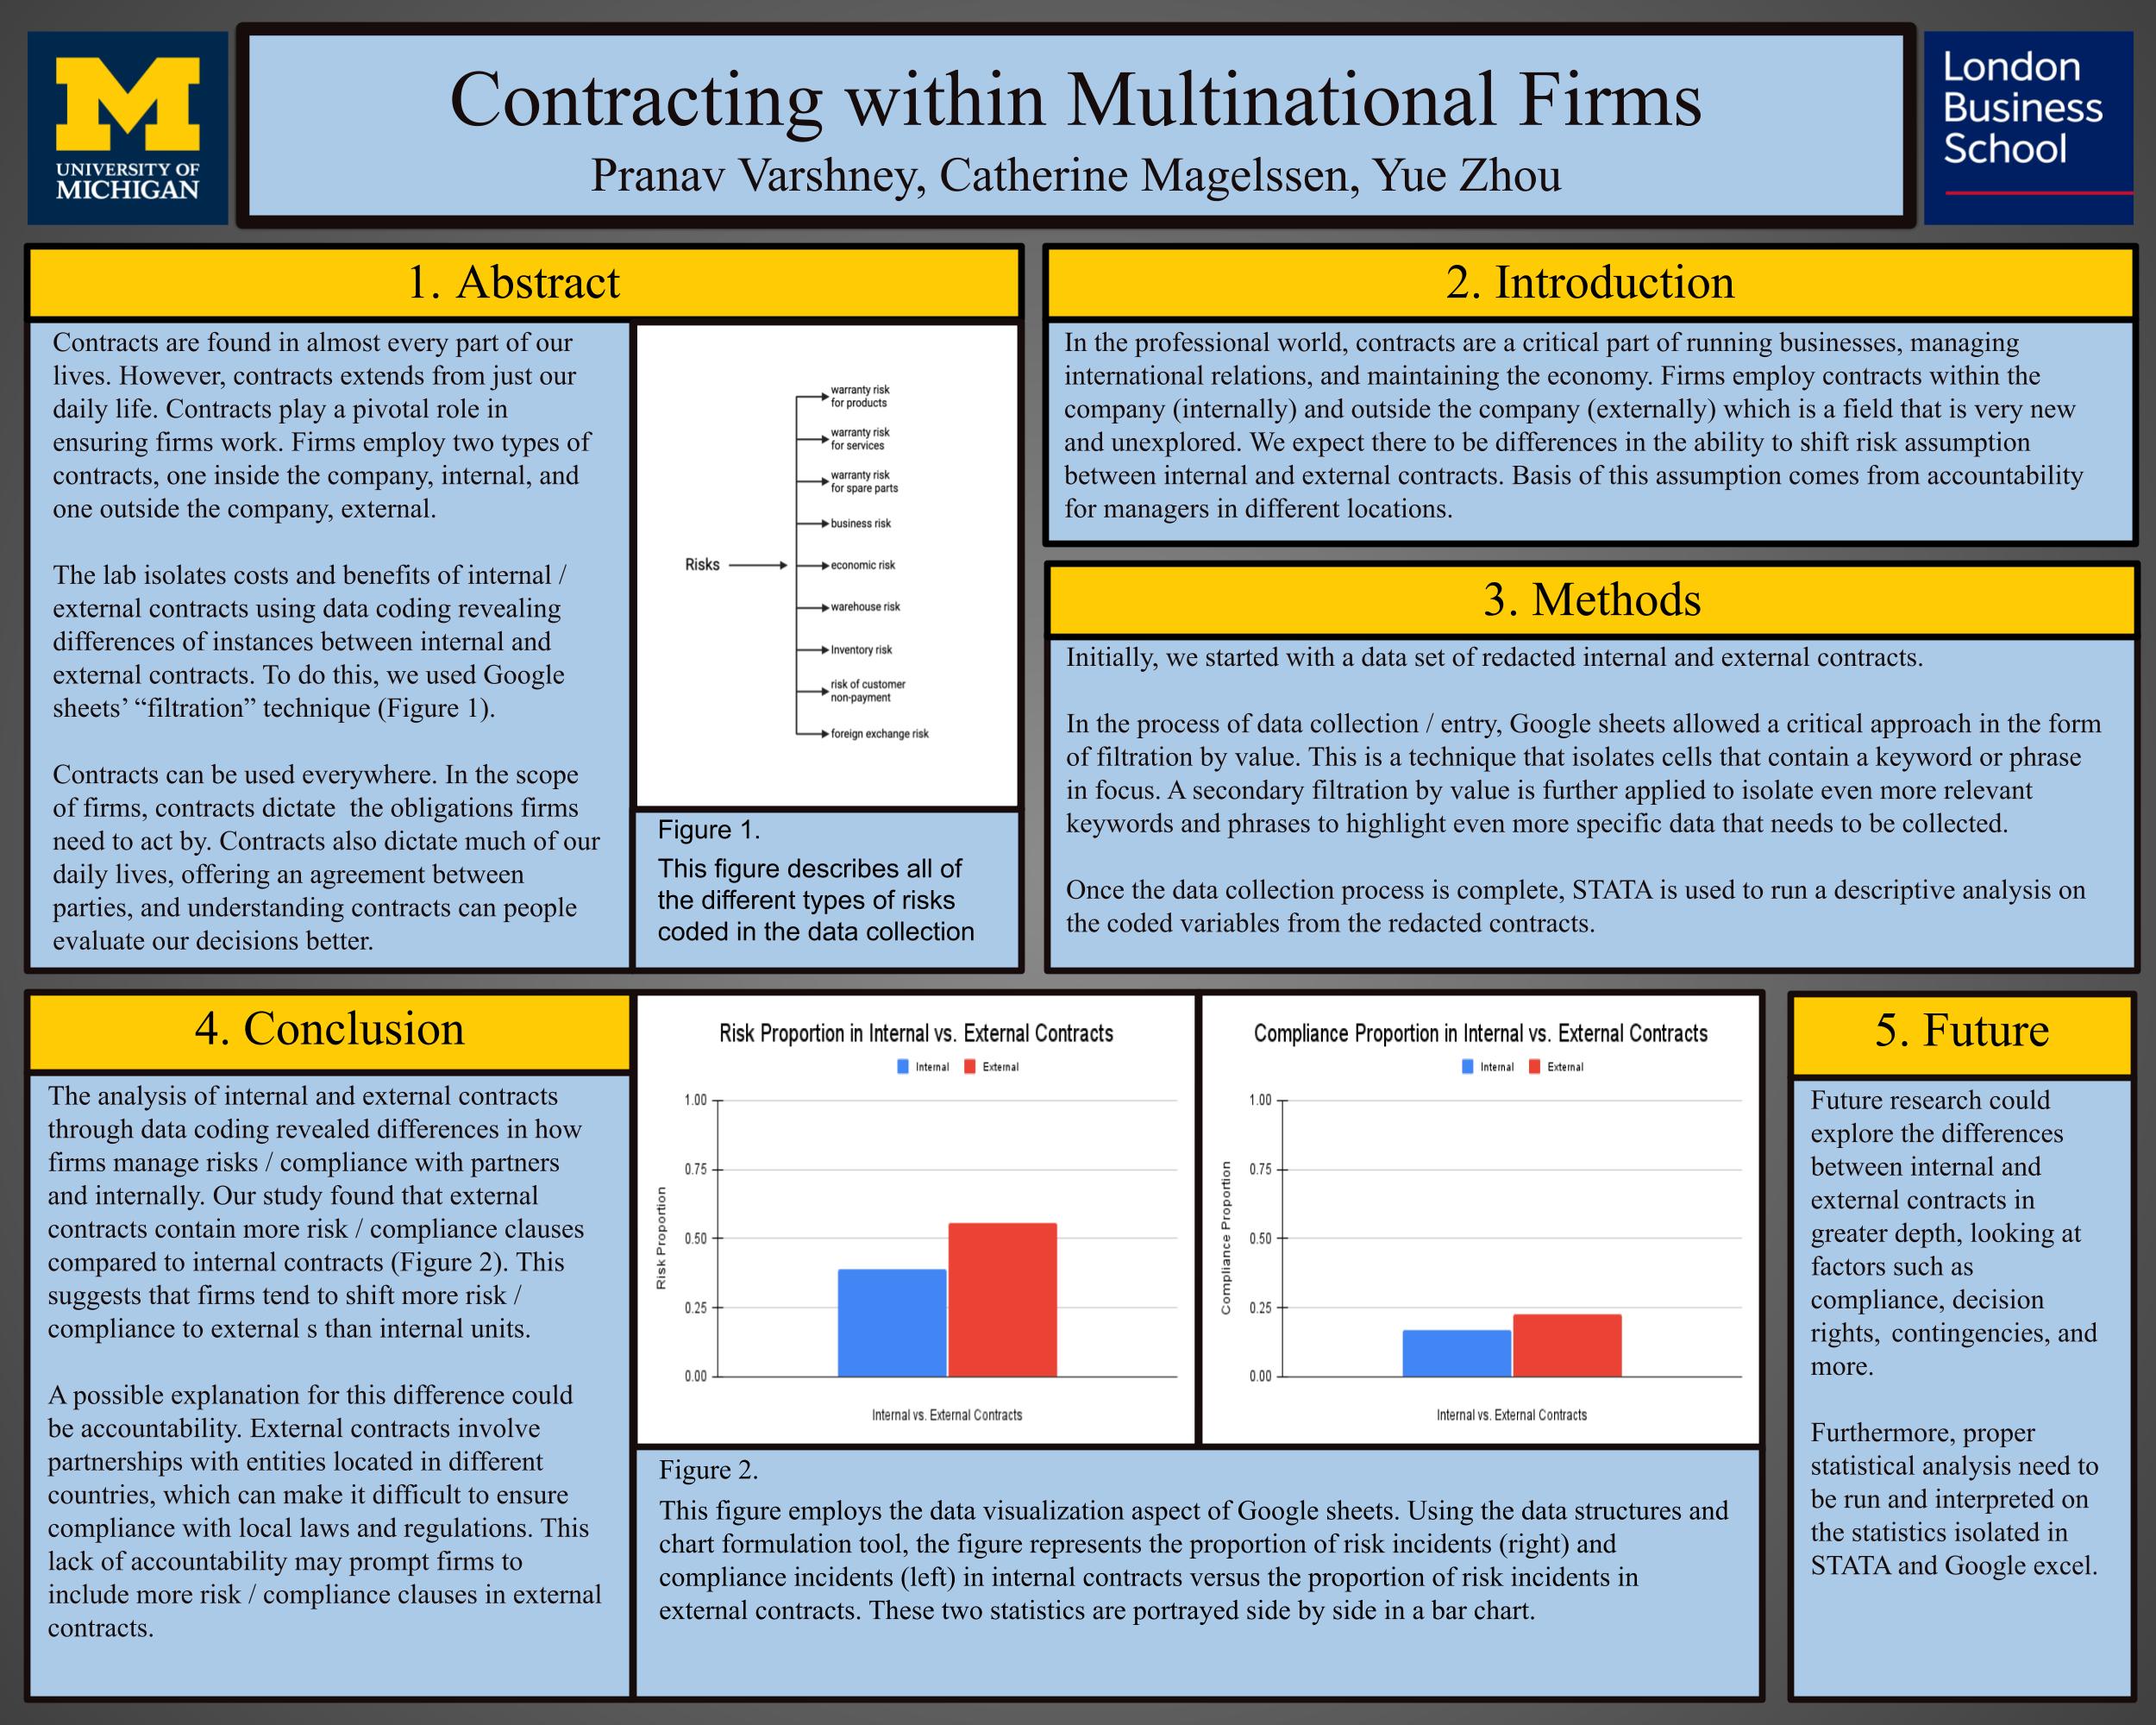 UNIVERSITY OF
MICHIGAN
Contracting within Multinational Firms
Pranav Varshney, Catherine Magelssen, Yue Zhou
London
Business
School
1. Abstract
Contracts are found in almost every part of our
lives. However, contracts extends from just our
daily life. Contracts play a pivotal role in
ensuring firms work. Firms employ two types of
contracts, one inside the company, internal, and
one outside the company, external.
The lab isolates costs and benefits of internal /
external contracts using data coding revealing
differences of instances between internal and
external contracts. To do this, we used Google
sheets’ “filtration” technique (Figure 1).
Contracts can be used everywhere. In the scope
of firms, contracts dictate  the obligations firms
need to act by. Contracts also dictate much of our
daily lives, offering an agreement between
parties, and understanding contracts can people
evaluate our decisions better.
Risks
warranty risk
for products
warranty risk
for services
warranty risk
for spare parts
business risk
economic risk
warehouse risk
Inventory risk
risk of customer
non-payment
foreign exchange risk
Figure 1.
This figure describes all of
the different types of risks
coded in the data collection
2. Introduction
In the professional world, contracts are a critical part of running businesses, managing
international relations, and maintaining the economy. Firms employ contracts within the
company (internally) and outside the company (externally) which is a field that is very new
and unexplored. We expect there to be differences in the ability to shift risk assumption
between internal and external contracts. Basis of this assumption comes from accountability
for managers in different locations.
3. Methods
Initially, we started with a data set of redacted internal and external contracts.
In the process of data collection / entry, Google sheets allowed a critical approach in the form
of filtration by value. This is a technique that isolates cells that contain a keyword or phrase
in focus. A secondary filtration by value is further applied to isolate even more relevant
keywords and phrases to highlight even more specific data that needs to be collected.
Once the data collection process is complete, STATA is used to run a descriptive analysis on
the coded variables from the redacted contracts.
4. Conclusion
The analysis of internal and external contracts
through data coding revealed differences in how
firms manage risks / compliance with partners
and internally. Our study found that external
contracts contain more risk / compliance clauses
compared to internal contracts (Figure 2). This
suggests that firms tend to shift more risk /
compliance to external s than internal units.
A possible explanation for this difference could
be accountability. External contracts involve
partnerships with entities located in different
countries, which can make it difficult to ensure
compliance with local laws and regulations. This
lack of accountability may prompt firms to
include more risk / compliance clauses in external
contracts.
Risk Proportion in Internal vs. External Contracts
Internal External
Risk Proportion
1.00
0.75
0.50
0.25
0.00
Internal vs. External Contracts
Compliance Proportion in Internal vs. External Contracts
Internal External
Compliance Proportion
1.00
0.75
0.50
0.25
0.00
Internal vs. External Contracts
Figure 2.
This figure employs the data visualization aspect of Google sheets. Using the data structures and
chart formulation tool, the figure represents the proportion of risk incidents (right) and
compliance incidents (left) in internal contracts versus the proportion of risk incidents in
external contracts. These two statistics are portrayed side by side in a bar chart.
5. Future
Future research could
explore the differences
between internal and
external contracts in
greater depth, looking at
factors such as
compliance, decision
rights,  contingencies, and
more.
Furthermore, proper
statistical analysis need to
be run and interpreted on
the statistics isolated in
STATA and Google excel.